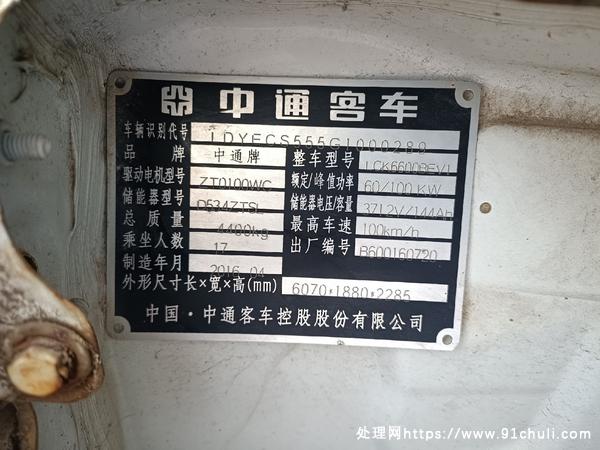 中通客车
车辆识别代号 LDYECS555G1000289
品牌 中通牌 整车型号 LCK6600BEV1
驱动电机型号 ZT0100WC 额定/峰值功率 60/100 KW
储能器型号 D534ZTSL 储能器电压/容量 371.2V/144Ah
总质量 4400kg 最高车速 100km/h
乘坐人数 17 出厂编号 B600160720
制造年月 2016.04
外形尺寸长×宽×高(mm) 6070×1880×2285
中国·中通客车控股股份有限公司
处理网https://www.91chuli.com/